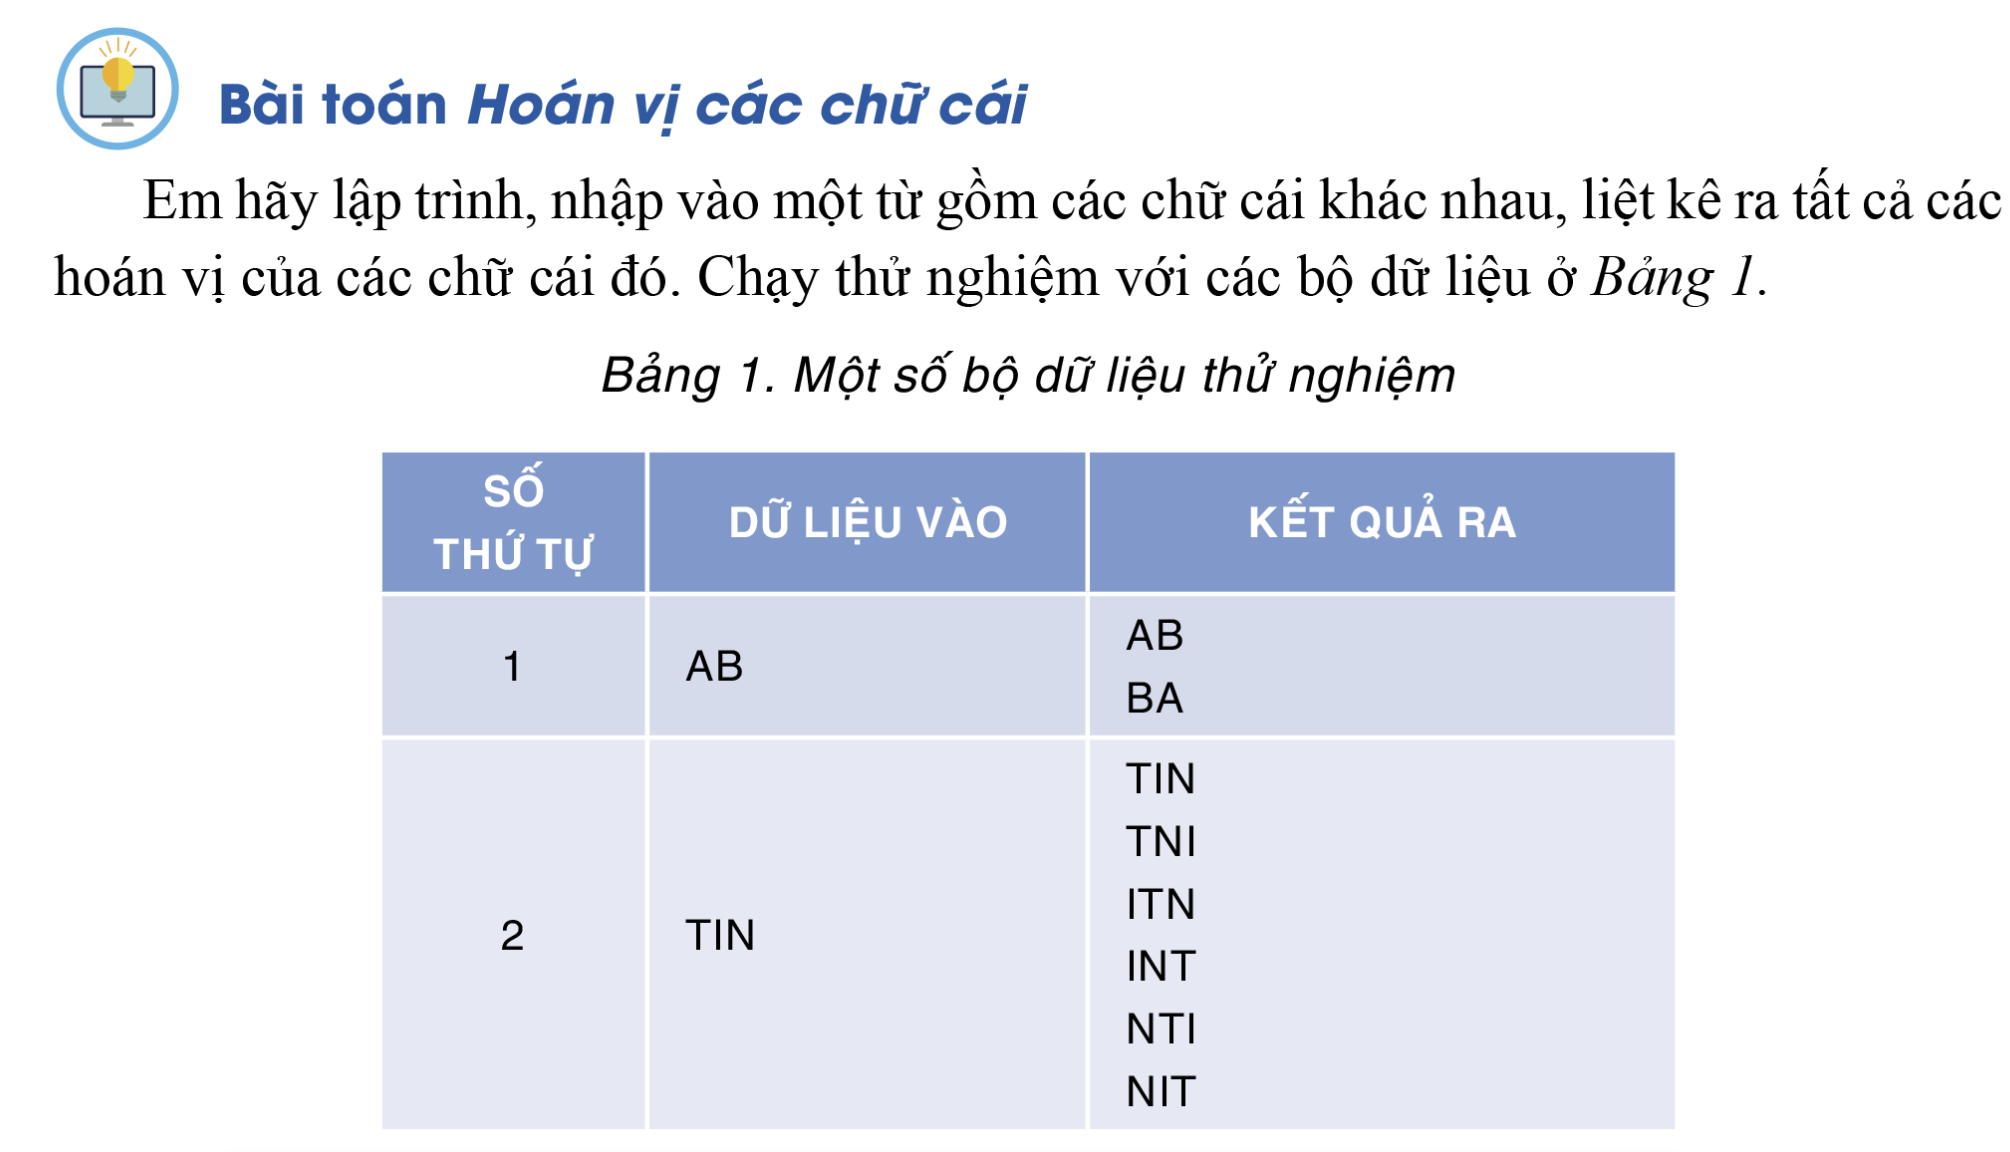 Bài toán Hoán vị các chữ cái
Em hãy lập trình, nhập vào một từ gồm các chữ cái khác nhau, liệt kê ra tất cả các
hoán vị của các chữ cái đó. Chạy thử nghiệm với các bộ dữ liệu ở Bảng 1.
Bảng 1. Một số bộ dữ liệu thử nghiệm
SỐ
THỨ TỰ
DỮ LIỆU VÀO
KẾT QUẢ RA
1
AB
AB
BA
2
TIN
TIN
TNI
ITN
INT
NTI
NIT